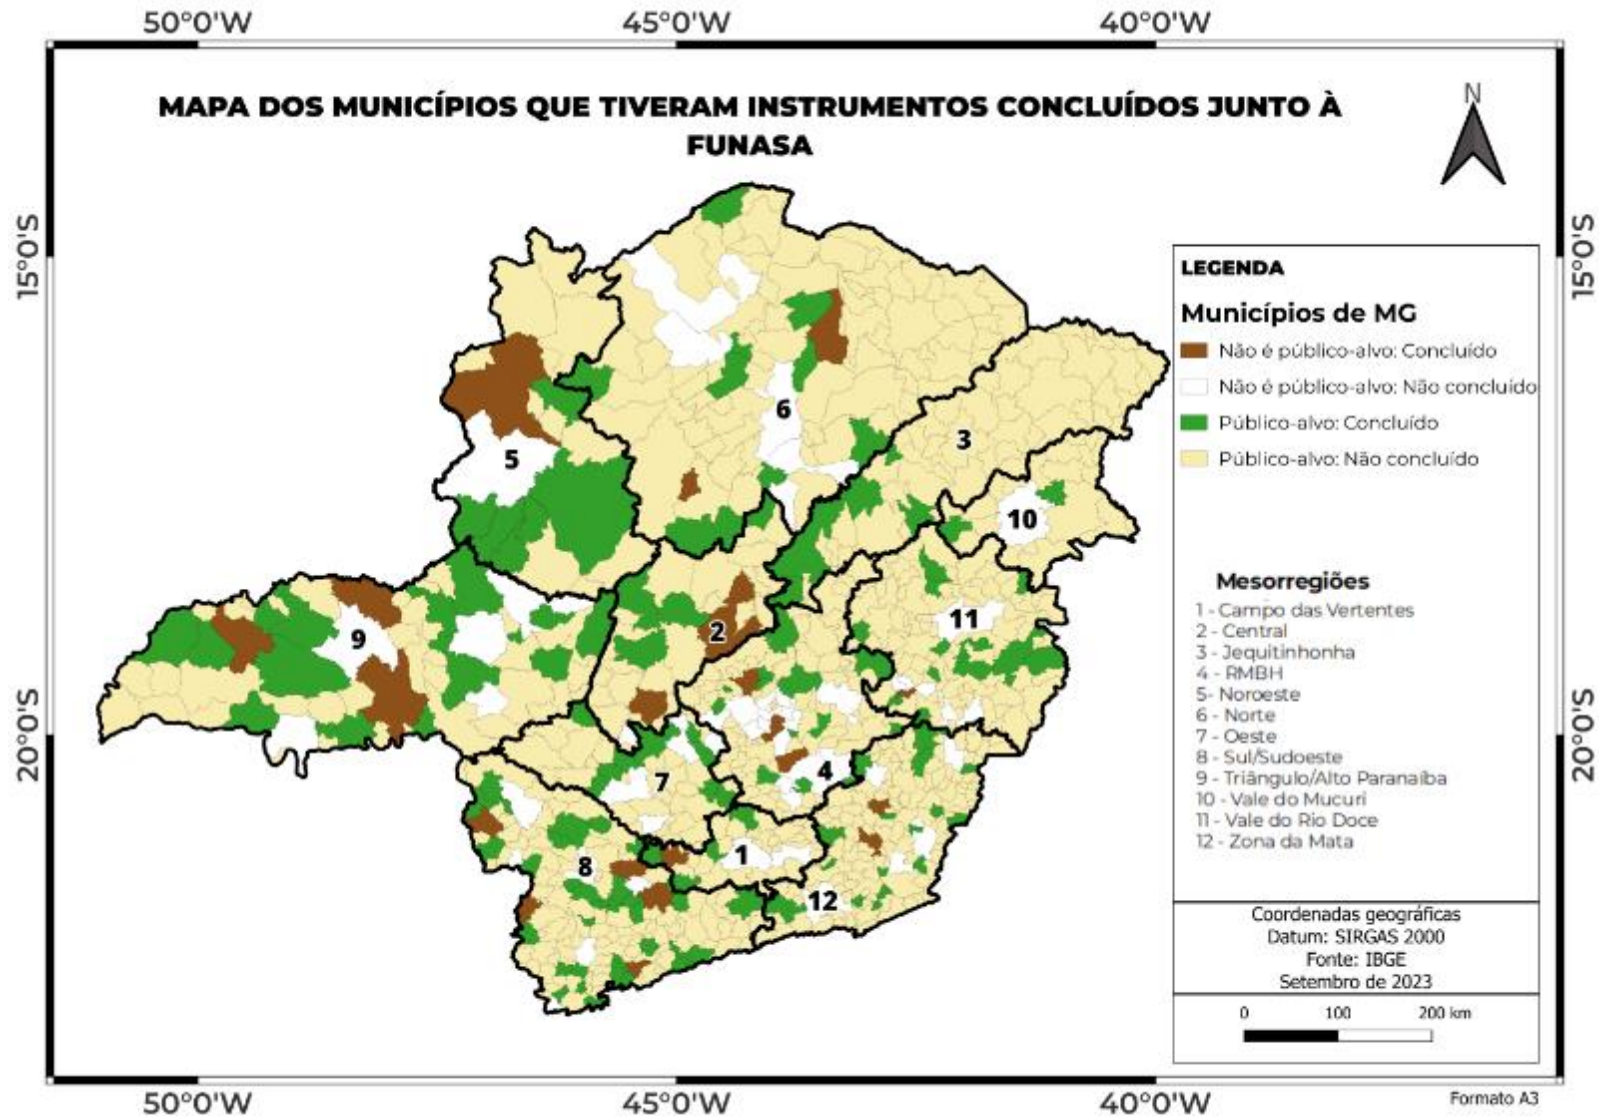 50°0'W 45°0'W 40°0'W
MAPA DOS MUNICÍPIOS QUE TIVERAM INSTRUMENTOS CONCLUÍDOS JUNTO À
FUNASA
N
15°0'S
15°0'S
LEGENDA
Municípios de MG
Não é público-alvo: Concluído
Não é público-alvo: Não concluído
Público-alvo: Concluído
Público-alvo: Não concluído
6
3
5
10
11
2
9
4
7
1
8
12
Mesorregiões
1 - Campo das Vertentes
2 - Central
3 - Jequitinhonha
4 - RMBH
5- Noroeste
6 - Norte
7 - Oeste
8 - Sul/Sudoeste
9 - Triângulo/Alto Paranaíba
10 - Vale do Mucuri
11 - Vale do Rio Doce
12 - Zona da Mata
20°0'S
20°0'S
Coordenadas geográficas
Datum: SIRGAS 2000
Fonte: IBGE
Setembro de 2023
0 100 200 km
50°0'W 45°0'W 40°0'W
Formato A3